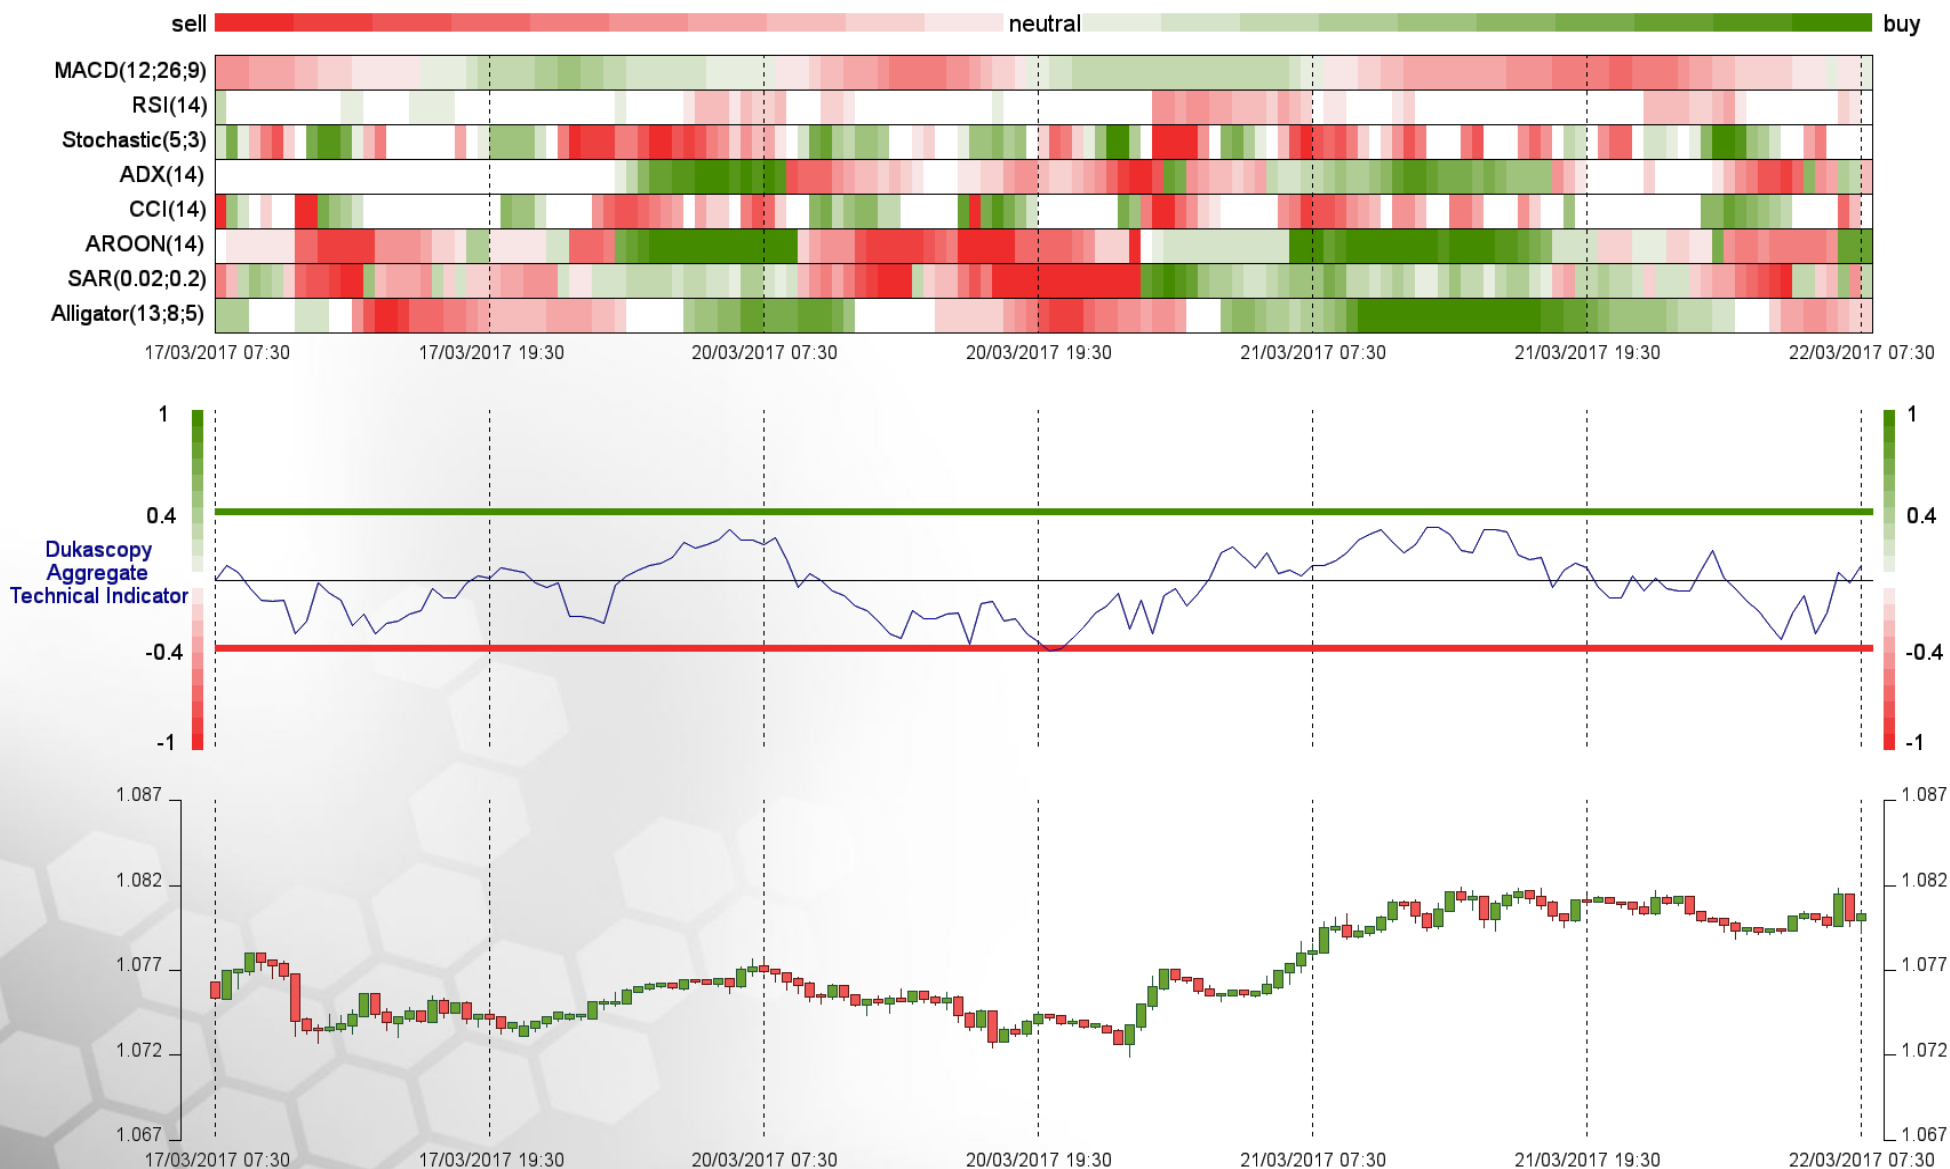 sell neutral buy
MACD(12;26;9)
RSI(14)
Stochastic(5;3)
ADX(14)
CCI(14)
AROON(14)
SAR(0.02;0.2)
Alligator(13;8;5)
17/03/2017 07:30 17/03/2017 19:30 20/03/2017 07:30 20/03/2017 19:30 21/03/2017 07:30 21/03/2017 19:30 22/03/2017 07:30
1 1
0.4 0.4
Dukascopy
Aggregate
Technical Indicator
-0.4 -0.4
-1 -1
1.087 1.087
1.082 1.082
1.077 1.077
1.072 1.072
1.067 1.067
17/03/2017 07:30 17/03/2017 19:30 20/03/2017 07:30 20/03/2017 19:30 21/03/2017 07:30 21/03/2017 19:30 22/03/2017 07:30